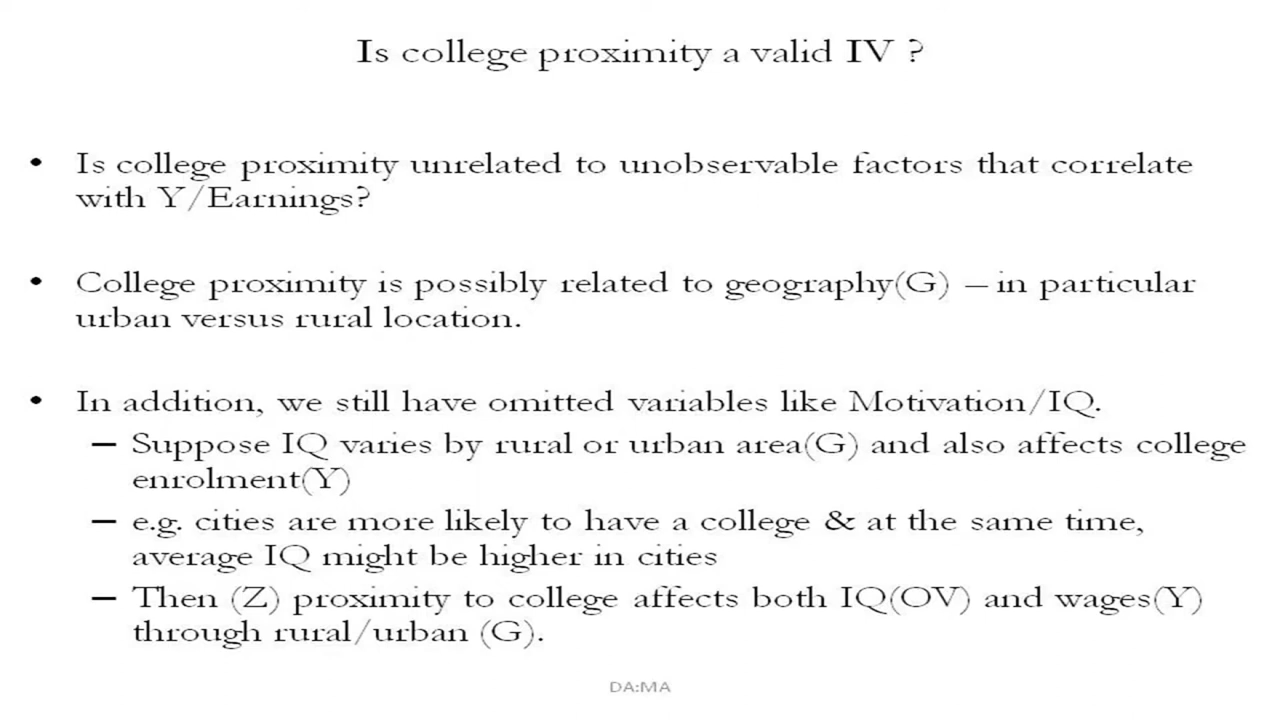 Is college proximity a valid IV ?
• Is college proximity unrelated to unobservable factors that correlate
with Y/Earnings?
• College proximity is possibly related to geography(G) – in particular
urban versus rural location.
• In addition, we still have omitted variables like Motivation/IQ.
– Suppose IQ varies by rural or urban area(G) and also affects college
enrolment(Y)
– e.g. cities are more likely to have a college & at the same time,
average IQ might be higher in cities
– Then (Z) proximity to college affects both IQ(OV) and wages(Y)
through rural/urban (G).
DA:MA